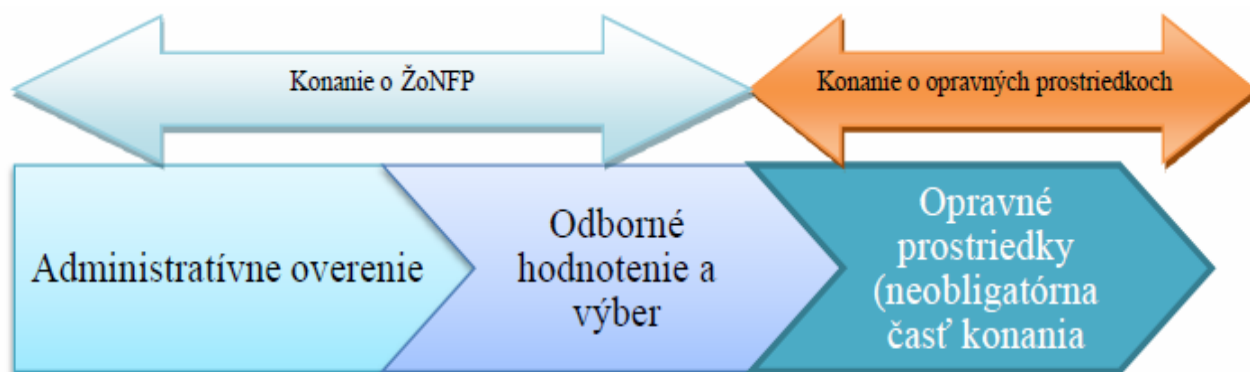 Konanie o ŽoNFP
Konanie o opravných prostriedkoch
Administratívne overenie
Odborné
hodnotenie a
výber
Opravné
prostriedky
(neobligatórna
časť konania